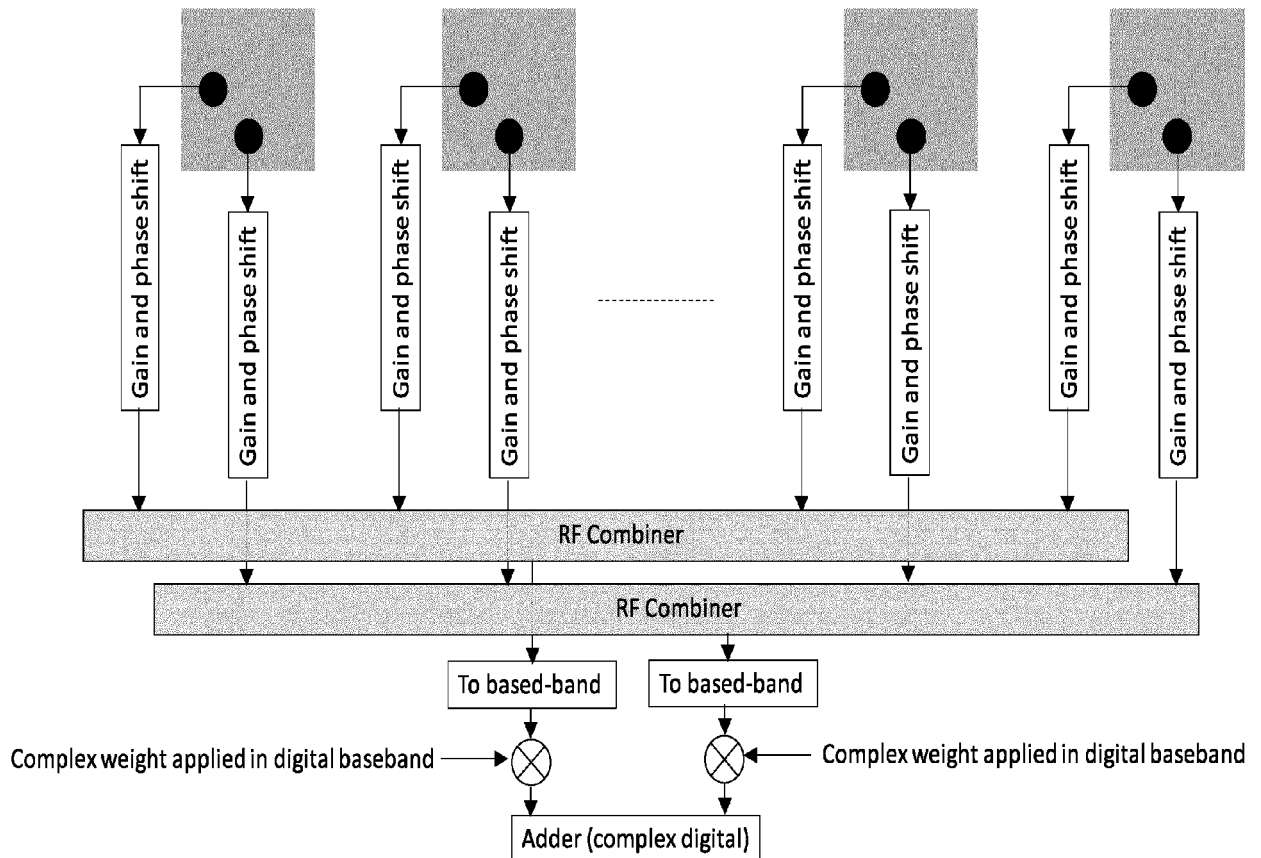 Gain and phase shift
Gain and phase shift
Gain and phase shift
Gain and phase shift
Gain and phase shift
Gain and phase shift
Gain and phase shift
Gain and phase shift
RF Combiner
RF Combiner
To based-band
To based-band
Complex weight applied in digital baseband
Complex weight applied in digital baseband
Adder (complex digital)